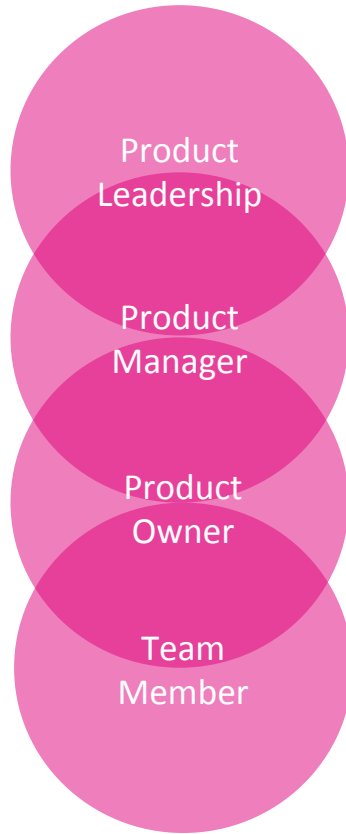 Product
Leadership
Product
Manager
Product
Owner
Team
Member